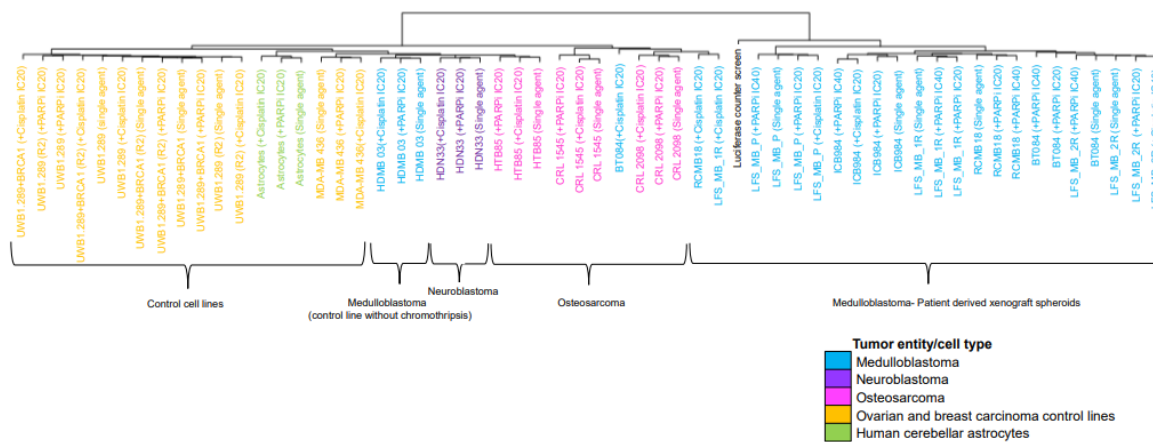 UWB1.289+BRCA1 (+Cisplatin IC20)
UWB1.289 (R2) (+PARPi IC20)
UWB1.289 (+PARPi IC20)
UWB1.289+BRCA1 (R2) (+Cisplatin IC20)
UWB1.289 (single agent)
UWB1.289 (+Cisplatin IC20)
UWB1.289+BRCA1 (R2) (Single agent)
UWB1.289+BRCA1 (R2) (+PARPi IC20)
UWB1.289+BRCA1 (Single agent)
UWB1.289+BRCA1 (+PARPi IC20)
UWB1.289 (R2) (Single agent)
UWB1.289 (R2) (+Cisplatin IC20)
Astrocytes (+Cisplatin IC20)
Astrocytes (+PARPi IC20)
Astrocytes (Single agent)
MDA-MB 436 (Single agent)
MDA-MB 436 (+PARPi IC20)
MDA-MB 436(+Cisplatin IC20)
HDMB 03(+Cisplatin IC20)
HDMB 03 (+PARPi IC20)
HDMB 03 (Single agent)
HDN33(+Cisplatin IC20)
HDN33 (+PARPi IC20)
HDN33 (Single agent)
HTB85 (+PARPi IC20)
HTB85 (+Cisplatin IC20)
HTB85 (Single agent)
CRL 1545 (+PARPi IC20)
CRL 1545 (+Cisplatin IC20)
CRL 1545 (Single agent)
BT084(+Cisplatin IC20)
CRL 2098 (+Cisplatin IC20)
CRL 2098 (+PARPi IC20)
CRL 2098 (Single agent)
RCMB18 (+Cisplatin IC20)
LFS_MB_1R (+Cisplatin IC20)
Luciferase counter screen
LFS_MB_P (+PARPi IC40)
LFS_MB_P (Single agent)
LFS_MB_P (+PARPi IC20)
LFS_MB_P (+Cisplatin IC20)
ICB984 (+PARPi IC40)
ICB984 (+Cisplatin IC20)
ICB984 (+PARPi IC20)
ICB984 (Single agent)
LFS_MB_1R (Single agent)
LFS_MB_1R (+PARPi IC40)
LFS_MB_1R (+PARPi IC20)
RCMB18 (Single agent)
RCMB18 (+PARPi IC20)
RCMB18 (+PARPi IC40)
BT084 (+PARPi IC40)
BT084 (+PARPi IC20)
LFS_MB_2R (+PARPi IC40)
BT084 (Single agent)
LFS_MB_2R (Single agent)
LFS_MB_2R (+PARPi IC20)
Control cell lines
Medulloblastoma
(control line without chromothripsis)
Neuroblastoma
Osteosarcoma
Medulloblastoma- Patient derived xenograft spheroids
Tumor entity/cell type
Medulloblastoma
Neuroblastoma
Osteosarcoma
Ovarian and breast carcinoma control lines
Human cerebellar astrocytes